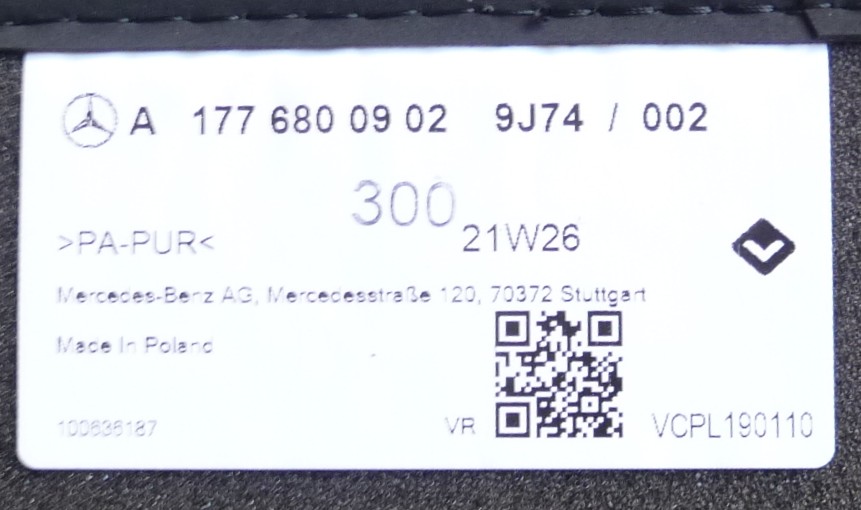 A 177 680 09 02 9J74 / 002
300
>PA-PUR< 21W26
Mercedes-Benz AG, Mercedesstraße 120, 70372 Stuttgart
Made In Poland
100636187 VR VCPL190110